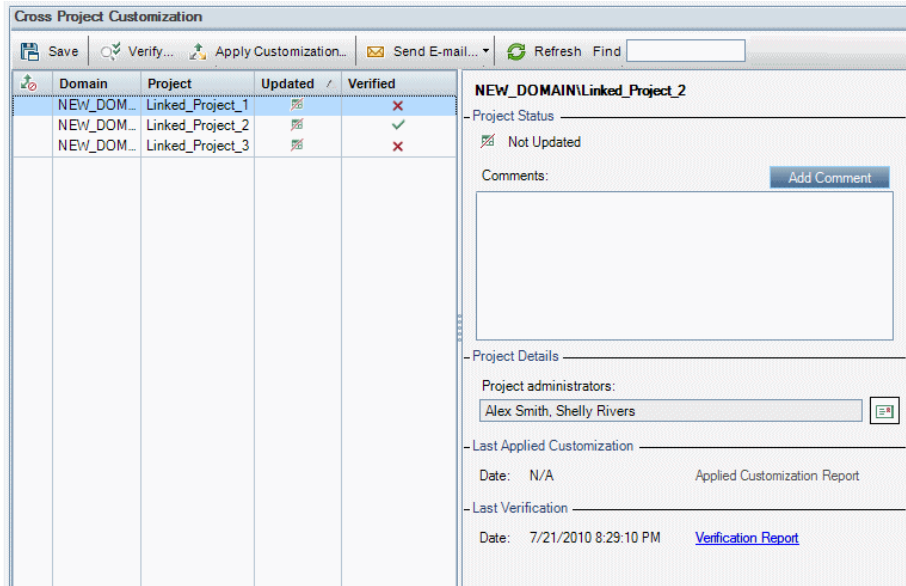 Cross Project Customization
Save Verify... Apply Customization... Send E-mail... Refresh Find
Domain Project Updated Verified
NEW_DOM... Linked_Project_1
NEW_DOM... Linked_Project_2
NEW_DOM... Linked_Project_3
NEW_DOMAIN\Linked_Project_2
Project Status
Not Updated
Comments: Add Comment
Project Details
Project administrators:
Alex Smith, Shelly Rivers
Last Applied Customization
Date: N/A Applied Customization Report
Last Verification
Date: 7/21/2010 8:29:10 PM Verification Report